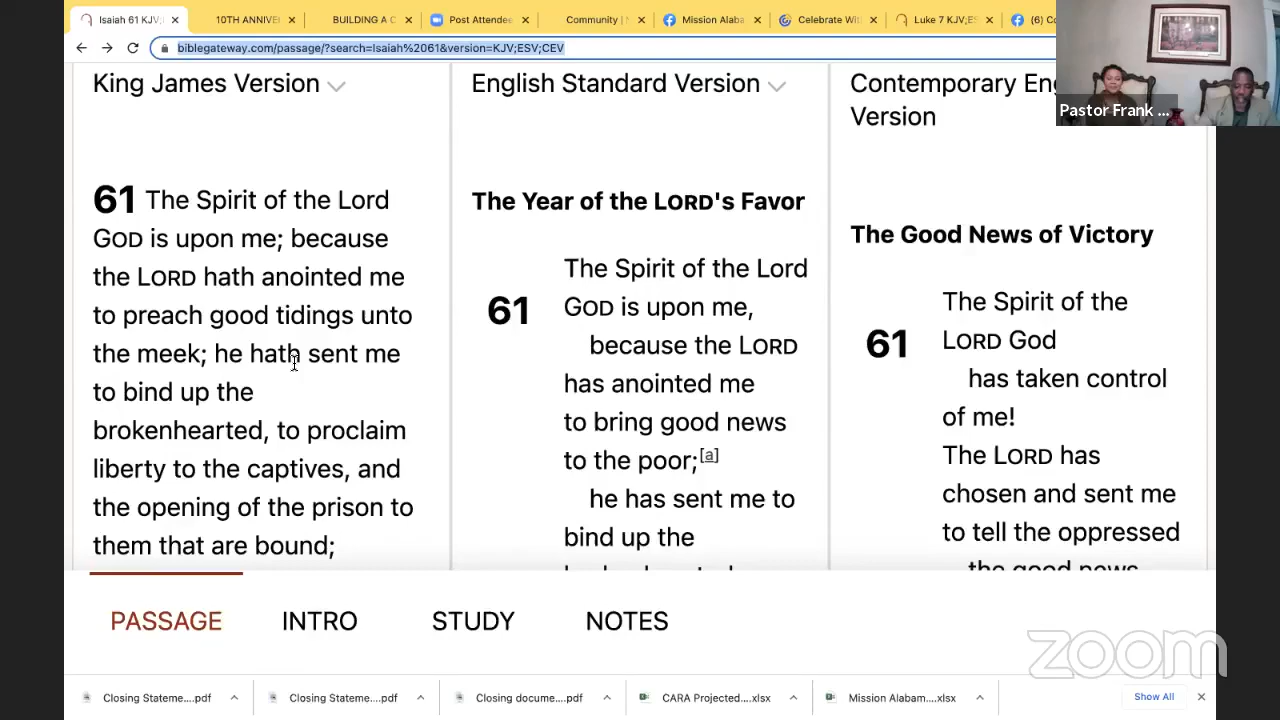 Isaiah 61 KJV;
10TH ANNIVE
BUILDING A C
Post Attendee
Community |
Mission Alaba
Celebrate Wit
Luke 7 KJV;ES
(6) Co
biblegateway.com/passage/?search=Isaiah%2061&version=KJV;ESV;CEV
Pastor Frank ...
King James Version
61 The Spirit of the Lord
GOD is upon me; because
the LORD hath anointed me
to preach good tidings unto
the meek; he hath sent me
to bind up the
brokenhearted, to proclaim
liberty to the captives, and
the opening of the prison to
them that are bound;
English Standard Version
The Year of the LORD's Favor
61
The Spirit of the Lord
GOD is upon me,
because the LORD
has anointed me
to bring good news
to the poor;[a]
he has sent me to
bind up the
Contemporary Eng
Version
The Good News of Victory
61
The Spirit of the
LORD God
has taken control
of me!
The LORD has
chosen and sent me
to tell the oppressed
the good news
PASSAGE INTRO STUDY NOTES
zoom
Closing Stateme....pdf
Closing Stateme....pdf
Closing docume....pdf
CARA Projected....xlsx
Mission Alabam....xlsx
Show All